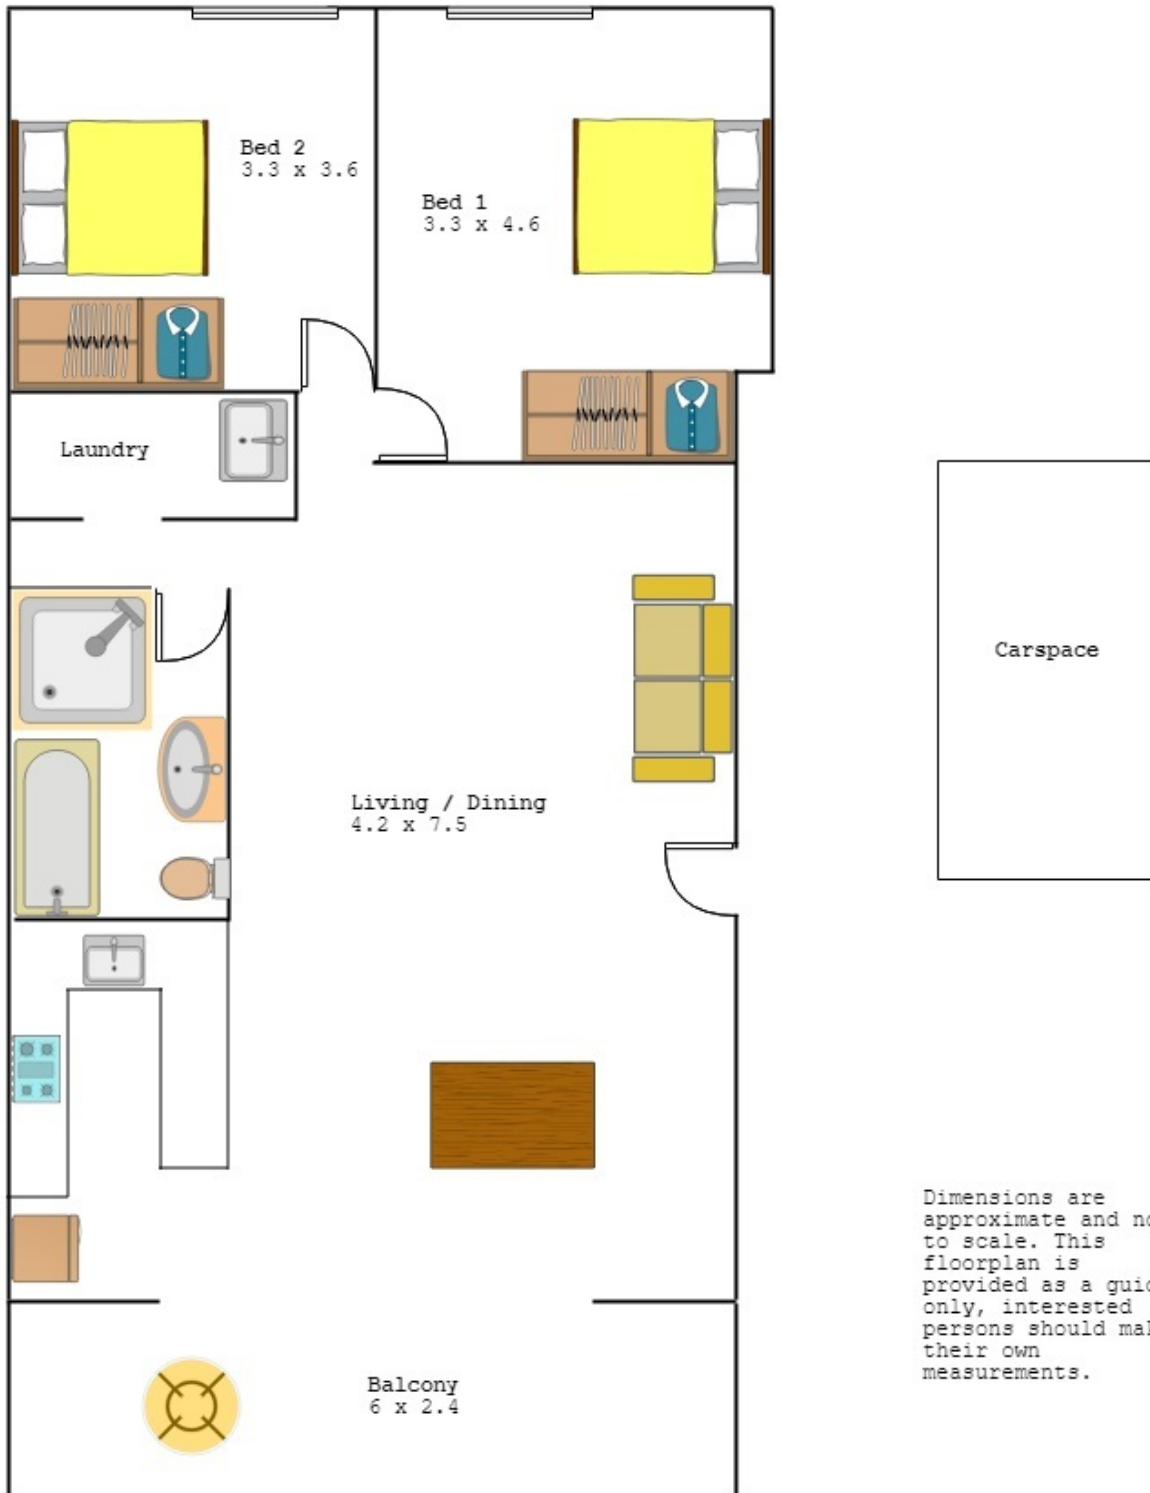 Bed 2
3.3 x 3.6
Bed 1
3.3 x 4.6
Laundry
Carspace
Living / Dining
4.2 x 7.5
Dimensions are
approximate and
to scale. This
floorplan is
provided as a
only, interested
persons should
their own
measurements.
Balcony
6 x 2.4